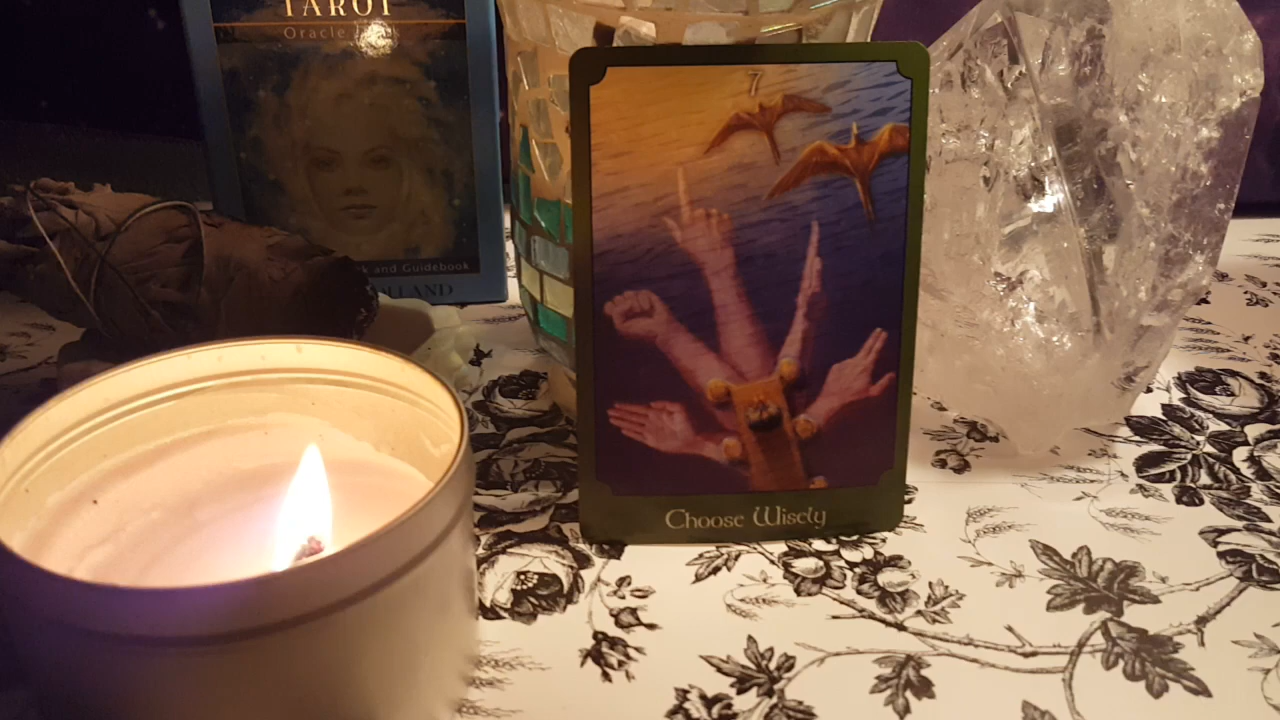 TAROT
Oracle
k and Guidebook
LLAND
7
Choose Wisely